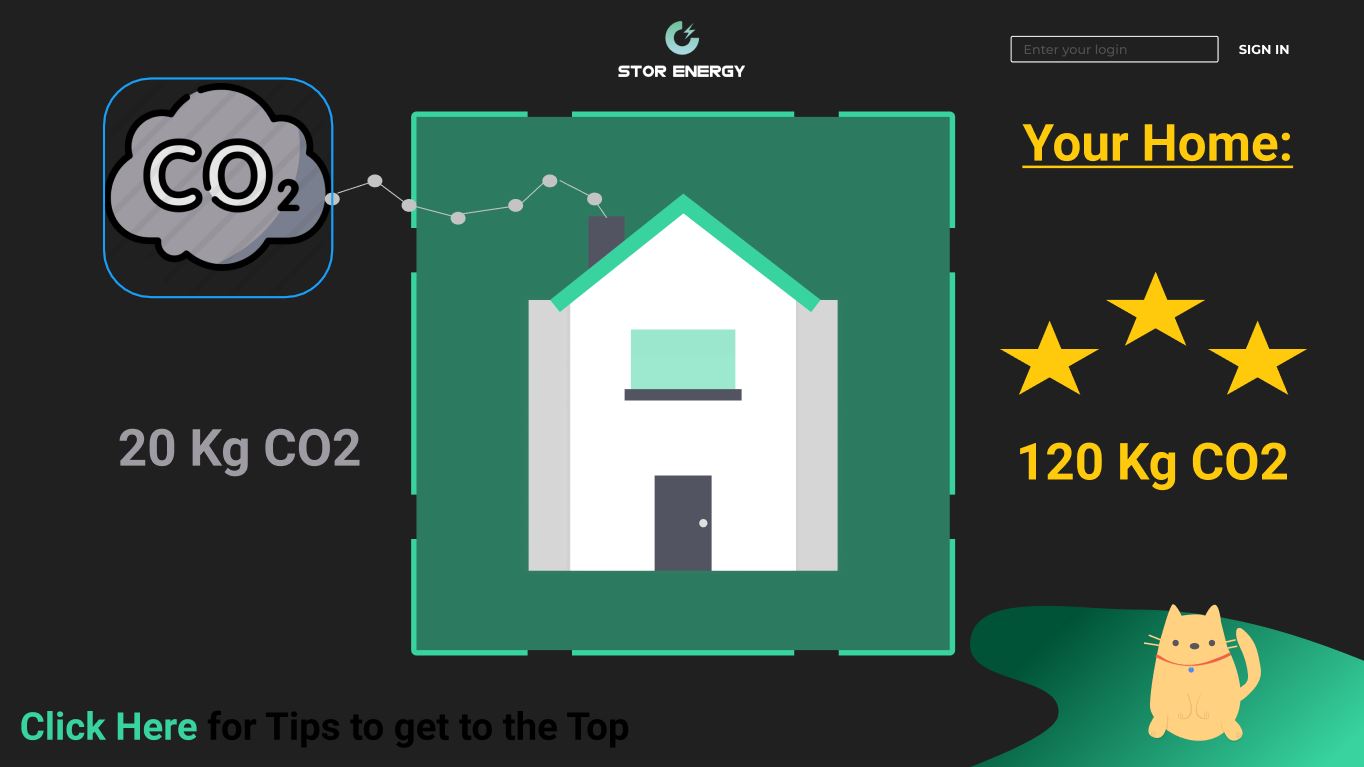 STOR ENERGY
Enter your login
SIGN IN
CO2
Your Home:
20 Kg CO2
120 Kg CO2
Click Here for Tips to get to the Top